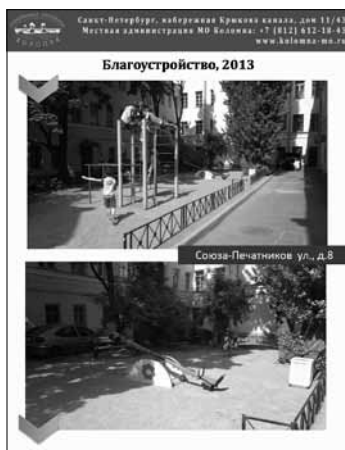 Санкт-Петербург, набережная Крюкова канала, дом 11/43
Местная администрация МО Коломна: +7 (812) 612-18-43
www.kolomna-mo.ru
КОЛОМНА
Благоустройство, 2013
Союза-Печатников ул., д.8